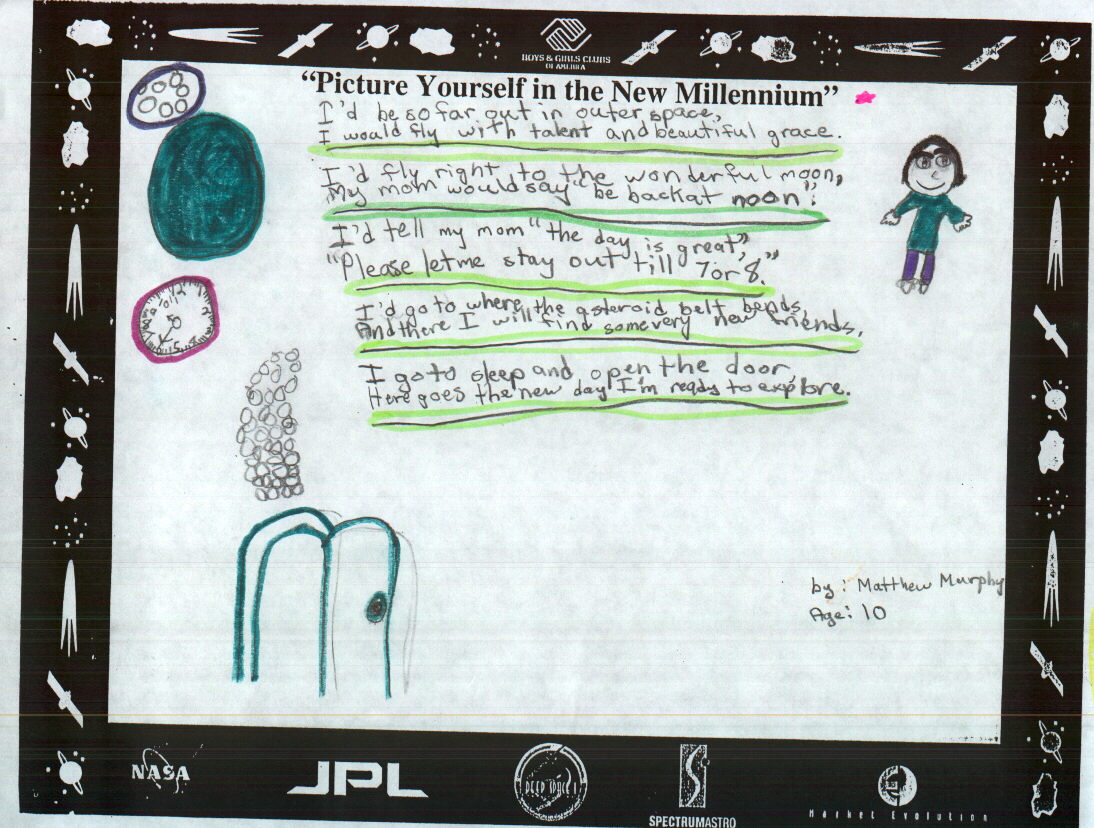 BOYS & GIRLS CLUBS
OF AMERICA
"Picture Yourself in the New Millennium"
I'd be so far out in outer space,
I would fly with talent and beautiful grace.
I'd fly right to the wonderful moon,
My mom would say "be back at noon".
I'd tell my mom "the day is great,"
"Please let me stay out till 7 or 8."
I'd go to where the asteroid belt bends,
And there I will find some very new friends.
I go to sleep and open the door,
Here goes the new day I'm ready to explore.
by: Matthew Murphy
Age: 10
NASA
JPL
DEEP SPACE 1
SPECTRUMASTRO
Market Evolution